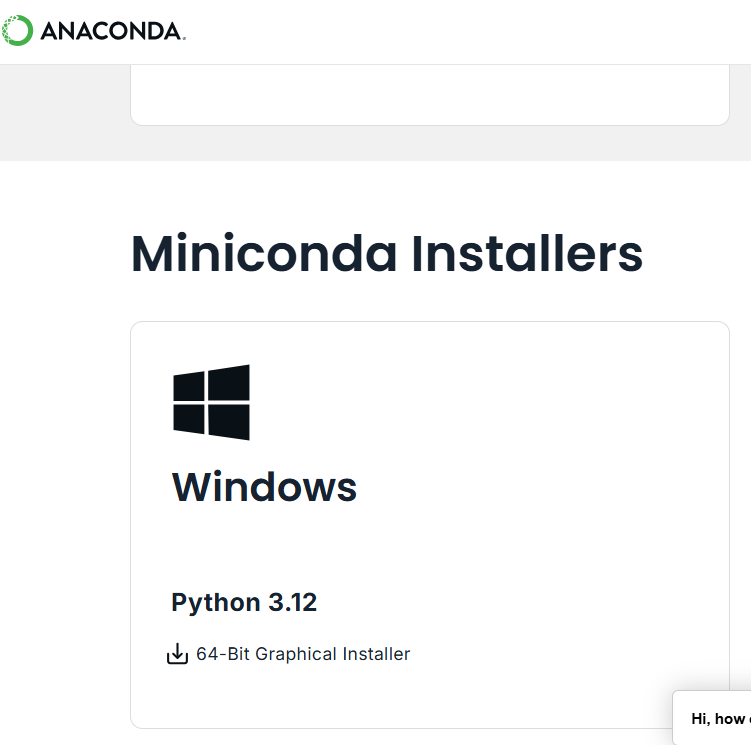 ANACONDA.
Miniconda Installers
Windows
Python 3.12
64-Bit Graphical Installer
Hi, how